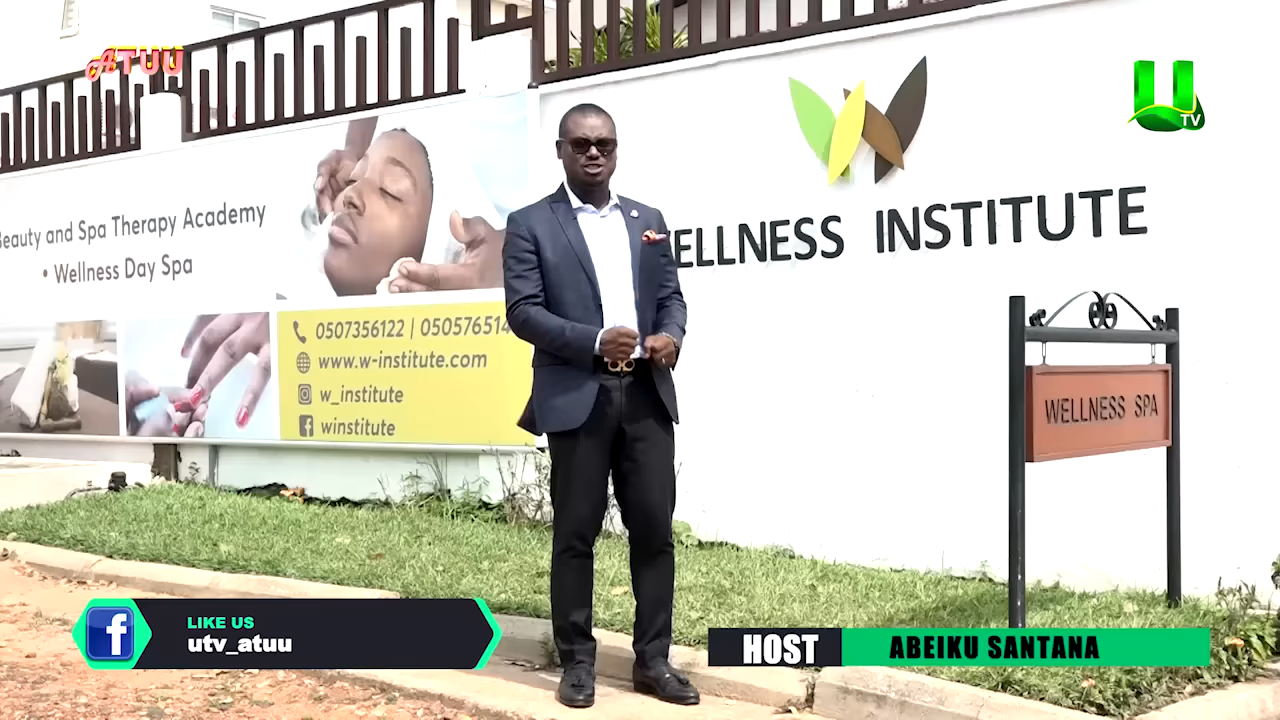 ATUU
U
TV
Beauty and Spa Therapy Academy
• Wellness Day Spa
0507356122 | 050576514
www.w-institute.com
w_institute
winstitute
WELLNESS INSTITUTE
WELLNESS SPA
f
LIKE US
utv_atuu
HOST
ABEIKU SANTANA